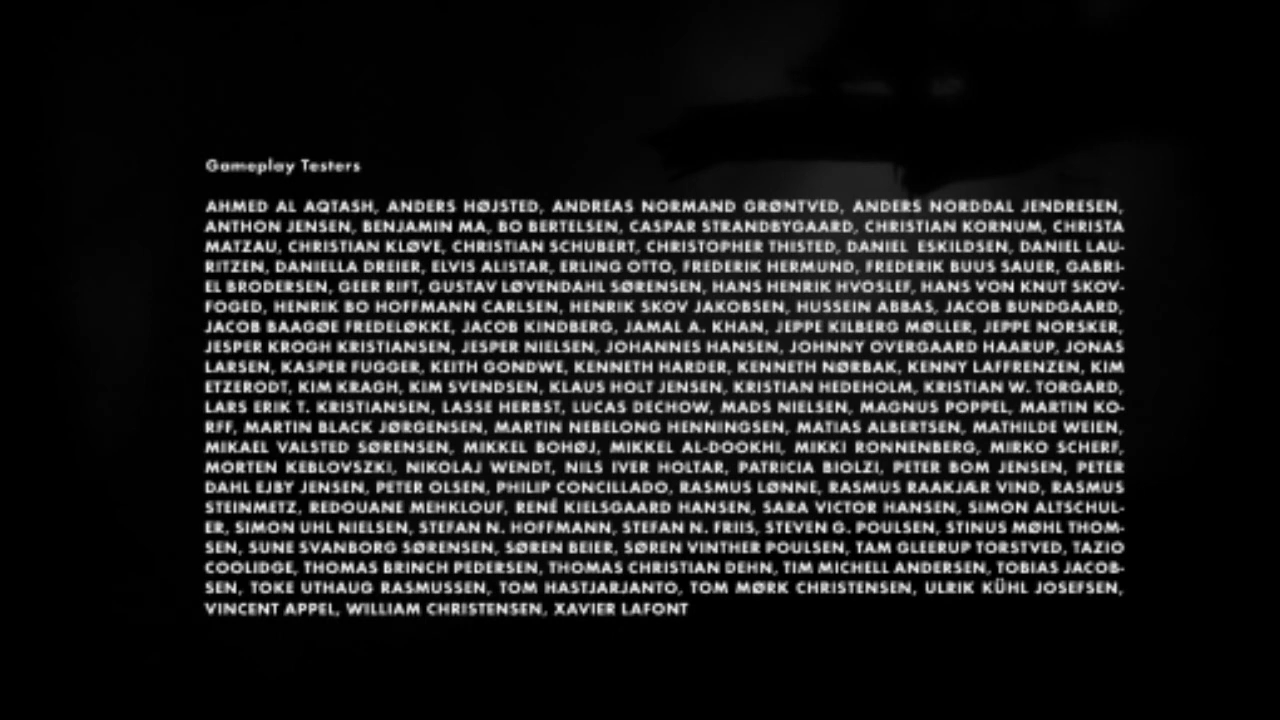 Gameplay Testers
AHMED AL AQTASH, ANDERS HØJSTED, ANDREAS NORMAND GRØNTVED, ANDERS NORDDAL JENDRESEN,
ANTHON JENSEN, BENJAMIN MA, BO BERTELSEN, CASPAR STRANDBYGAARD, CHRISTIAN KORNUM, CHRISTA
MATZAU, CHRISTIAN KLØVE, CHRISTIAN SCHUBERT, CHRISTOPHER THISTED, DANIEL ESKILDSEN, DANIEL LAU-
RITZEN, DANIELLA DREIER, ELVIS ALISTAR, ERLING OTTO, FREDERIK HERMUND, FREDERIK BUUS SAUER, GABRI-
EL BRODERSEN, GEER RIFT, GUSTAV LØVENDAHL SØRENSEN, HANS HENRIK HVOSLEF, HANS VON KNUT SKOV-
FOGED, HENRIK BO HOFFMANN CARLSEN, HENRIK SKOV JAKOBSEN, HUSSEIN ABBAS, JACOB BUNDGAARD,
JACOB BAAGØE FREDELØKKE, JACOB KINDBERG, JAMAL A. KHAN, JEPPE KILBERG MØLLER, JEPPE NORSKER,
JESPER KROGH KRISTIANSEN, JESPER NIELSEN, JOHANNES HANSEN, JOHNNY OVERGAARD HAARUP, JONAS
LARSEN, KASPER FUGGER, KEITH GONDWE, KENNETH HARDER, KENNETH NØRBAK, KENNY LAFFRENZEN, KIM
ETZERODT, KIM KRAGH, KIM SVENDSEN, KLAUS HOLT JENSEN, KRISTIAN HEDEHOLM, KRISTIAN W. TORGARD,
LARS ERIK T. KRISTIANSEN, LASSE HERBST, LUCAS DECHOW, MADS NIELSEN, MAGNUS POPPEL, MARTIN KO-
RFF, MARTIN BLACK JØRGENSEN, MARTIN NEBELONG HENNINGSEN, MATIAS ALBERTSEN, MATHILDE WEIEN,
MIKAEL VALSTED SØRENSEN, MIKKEL BOHØJ, MIKKEL AL-DOOKHI, MIKKI RONNENBERG, MIRKO SCHERF,
MORTEN KEBLOVSZKI, NIKOLAJ WENDT, NILS IVER HOLTAR, PATRICIA BIOLZI, PETER BOM JENSEN, PETER
DAHL EJBY JENSEN, PETER OLSEN, PHILIP CONCILLADO, RASMUS LØNNE, RASMUS RAAKJÆR VIND, RASMUS
STEINMETZ, REDOUANE MEHKLOUF, RENÉ KIELSGAARD HANSEN, SARA VICTOR HANSEN, SIMON ALTSCHUL-
ER, SIMON UHL NIELSEN, STEFAN N. HOFFMANN, STEFAN N. FRIIS, STEVEN G. POULSEN, STINUS MØHL THOM-
SEN, SUNE SVANBORG SØRENSEN, SØREN BEIER, SØREN VINTHER POULSEN, TAM GLEERUP TORSTVED, TAZIO
COOLIDGE, THOMAS BRINCH PEDERSEN, THOMAS CHRISTIAN DEHN, TIM MICHELL ANDERSEN, TOBIAS JACOB-
SEN, TOKE UTHAUG RASMUSSEN, TOM HASTJARJANTO, TOM MØRK CHRISTENSEN, ULRIK KÜHL JOSEFSEN,
VINCENT APPEL, WILLIAM CHRISTENSEN, XAVIER LAFONT